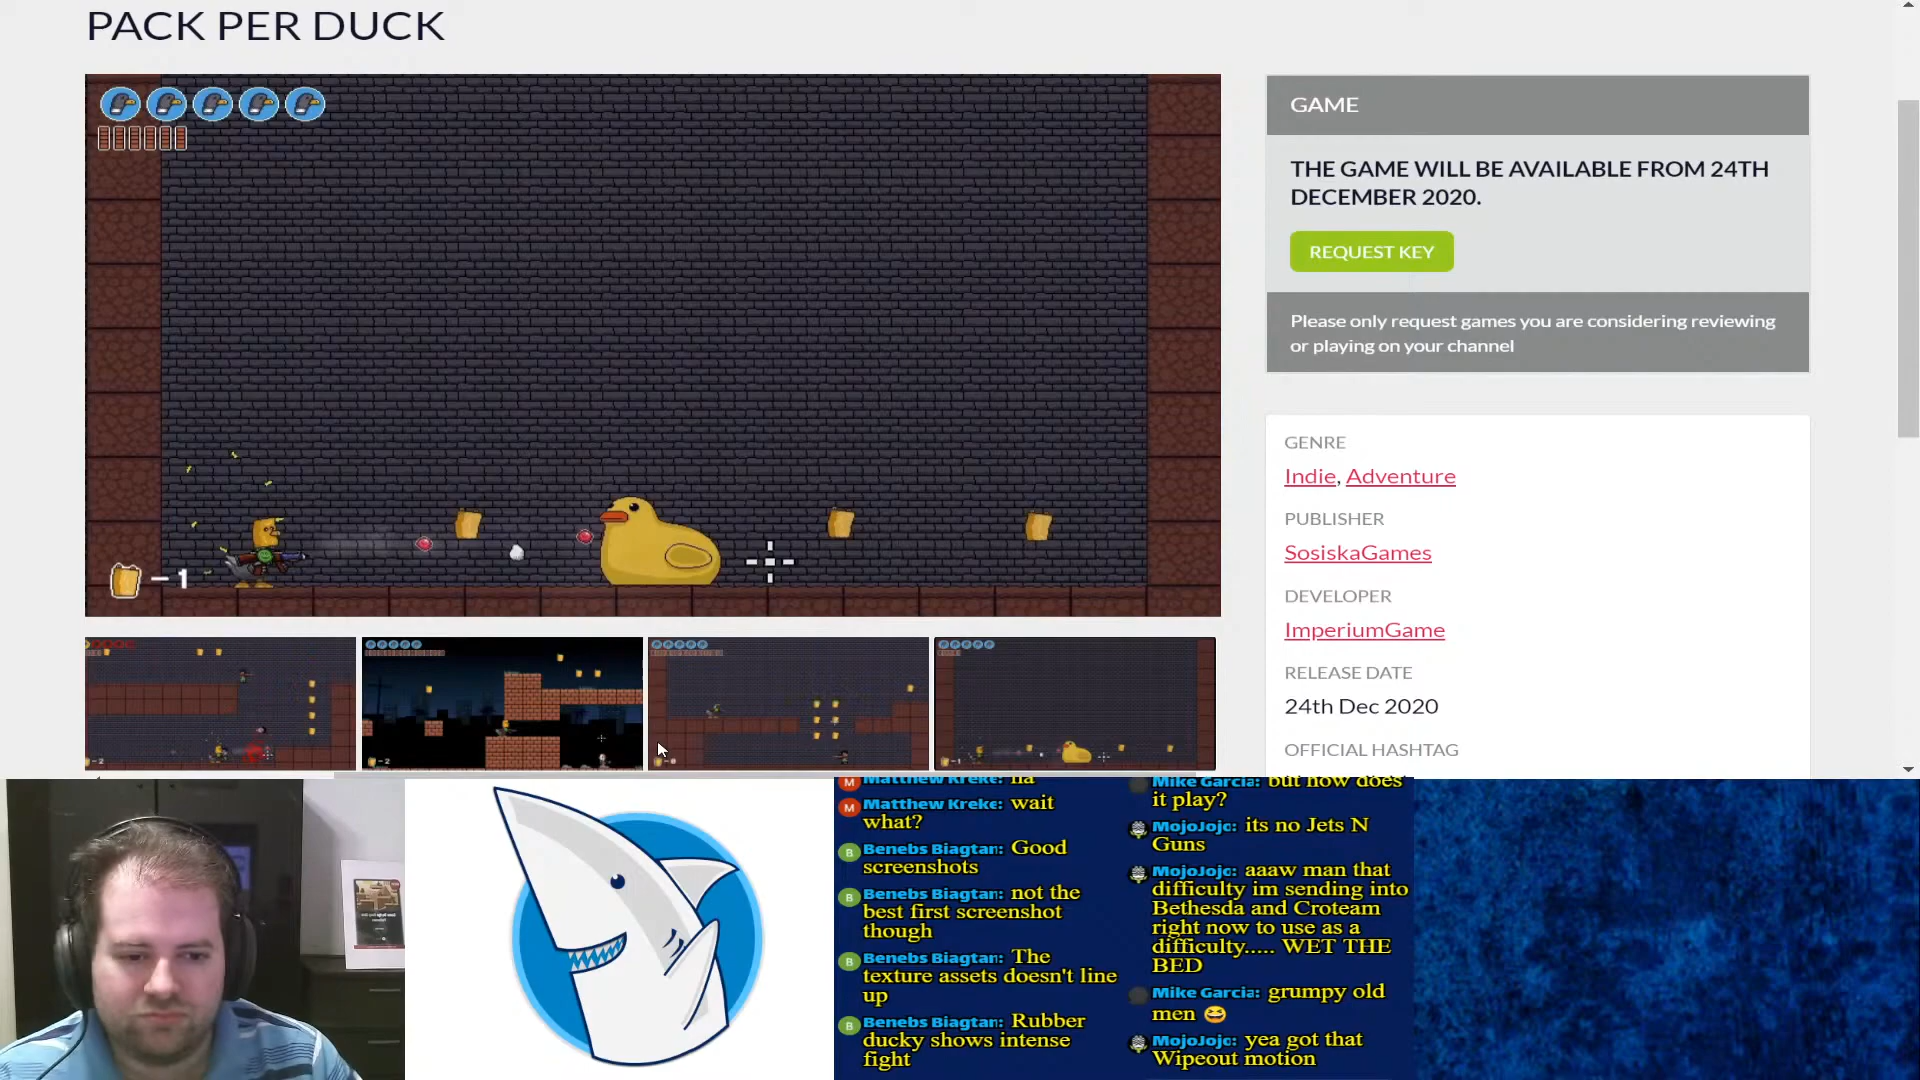 PACK PER DUCK
GAME
THE GAME WILL BE AVAILABLE FROM 24TH
DECEMBER 2020.
REQUEST KEY
Please only request games you are considering reviewing
or playing on your channel
GENRE
Indie, Adventure
PUBLISHER
SosiskaGames
DEVELOPER
ImperiumGame
RELEASE DATE
24th Dec 2020
OFFICIAL HASHTAG
- 1
Matthew Kreke: ha
M Matthew Kreke: wait
what?
B Benebs Biagtan: Good
screenshots
B Benebs Biagtan: not the
best first screenshot
though
B Benebs Biagtan: The
texture assets doesn't line
up
B Benebs Biagtan: Rubber
ducky shows intense
fight
Mike Garcia: but how does
it play?
MojoJojo: its no Jets N
Guns
MojoJojo: aaaw man that
difficulty im sending into
Bethesda and Croteam
right now to use as a
difficulty..... WET THE
BED
Mike Garcia: grumpy old
men 😆
MojoJojo: yea got that
Wipeout motion